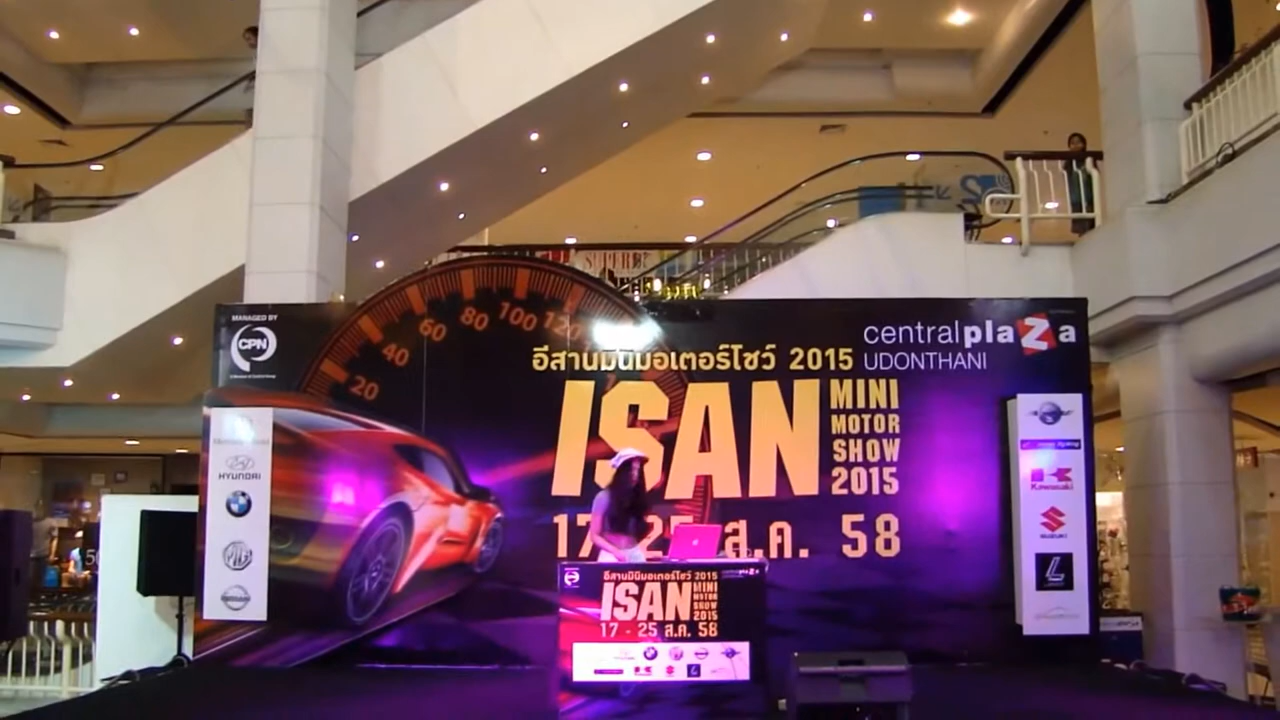 SUPER
MANAGED BY
CPN
20
40
60
80
100
120
centralplaZa
UDONTHANI
อีสานมินิมอเตอร์โชว์ 2015
ISAN
MINI
MOTOR
SHOW
2015
17 25 ส.ค. 58
HYUNDAI
MG
NISSAN
Kawasaki
SUZUKI
อีสานมินิมอเตอร์โชว์ 2015
ISAN
MINI
MOTOR
SHOW
2015
17 - 25 ส.ค. 58